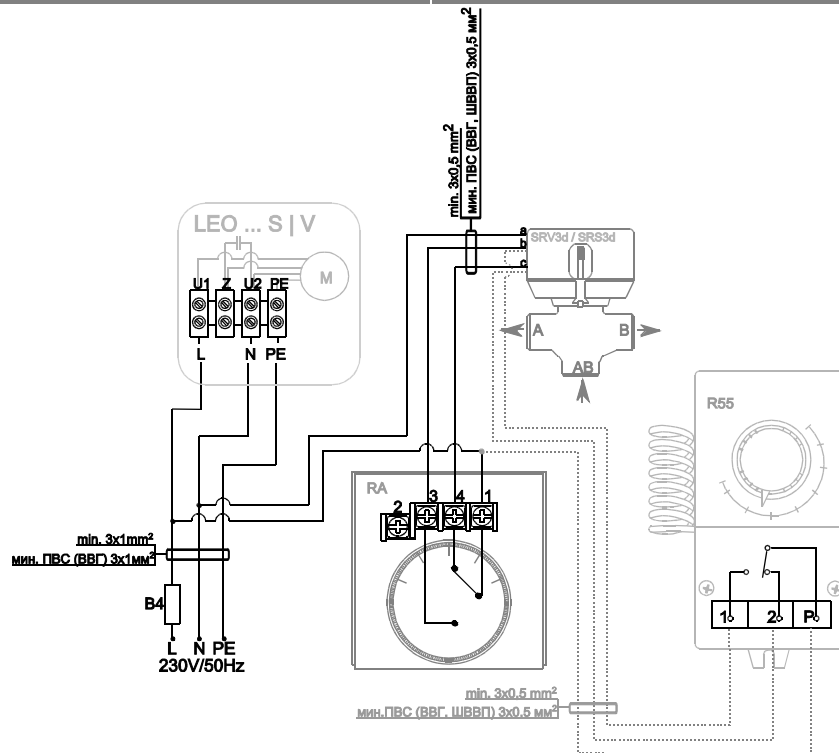 min. 3x0,5 mm²
мин. ПВС (ВВГ, ШВВП) 3x0,5 мм²
LEO ... S | V
M
U1 Z U2 PE
L N PE
a
b
c
SRV3d / SRS3d
A
B
AB
R55
RA
2 3 4 1
min. 3x1mm²
мин. ПВС (ВВГ) 3x1мм²
B4
L N PE
230V/50Hz
1 2 P
min. 3x0.5 mm²
мин.ПВС (ВВГ. ШВВП) 3x0.5 мм²